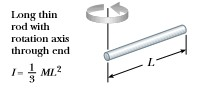 Long thin
rod with
rotation axis
through end
I = 1/3 ML²
L